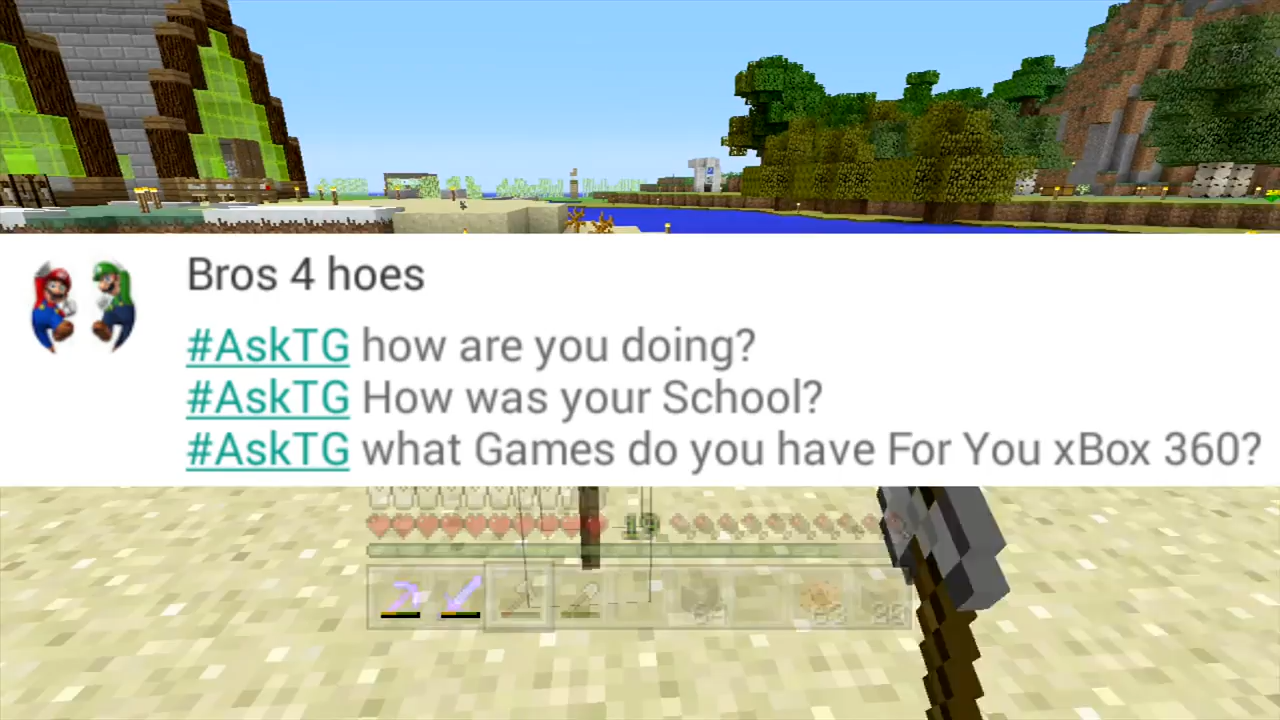 Bros 4 hoes
#AskTG how are you doing?
#AskTG How was your School?
#AskTG what Games do you have For You xBox 360?
19